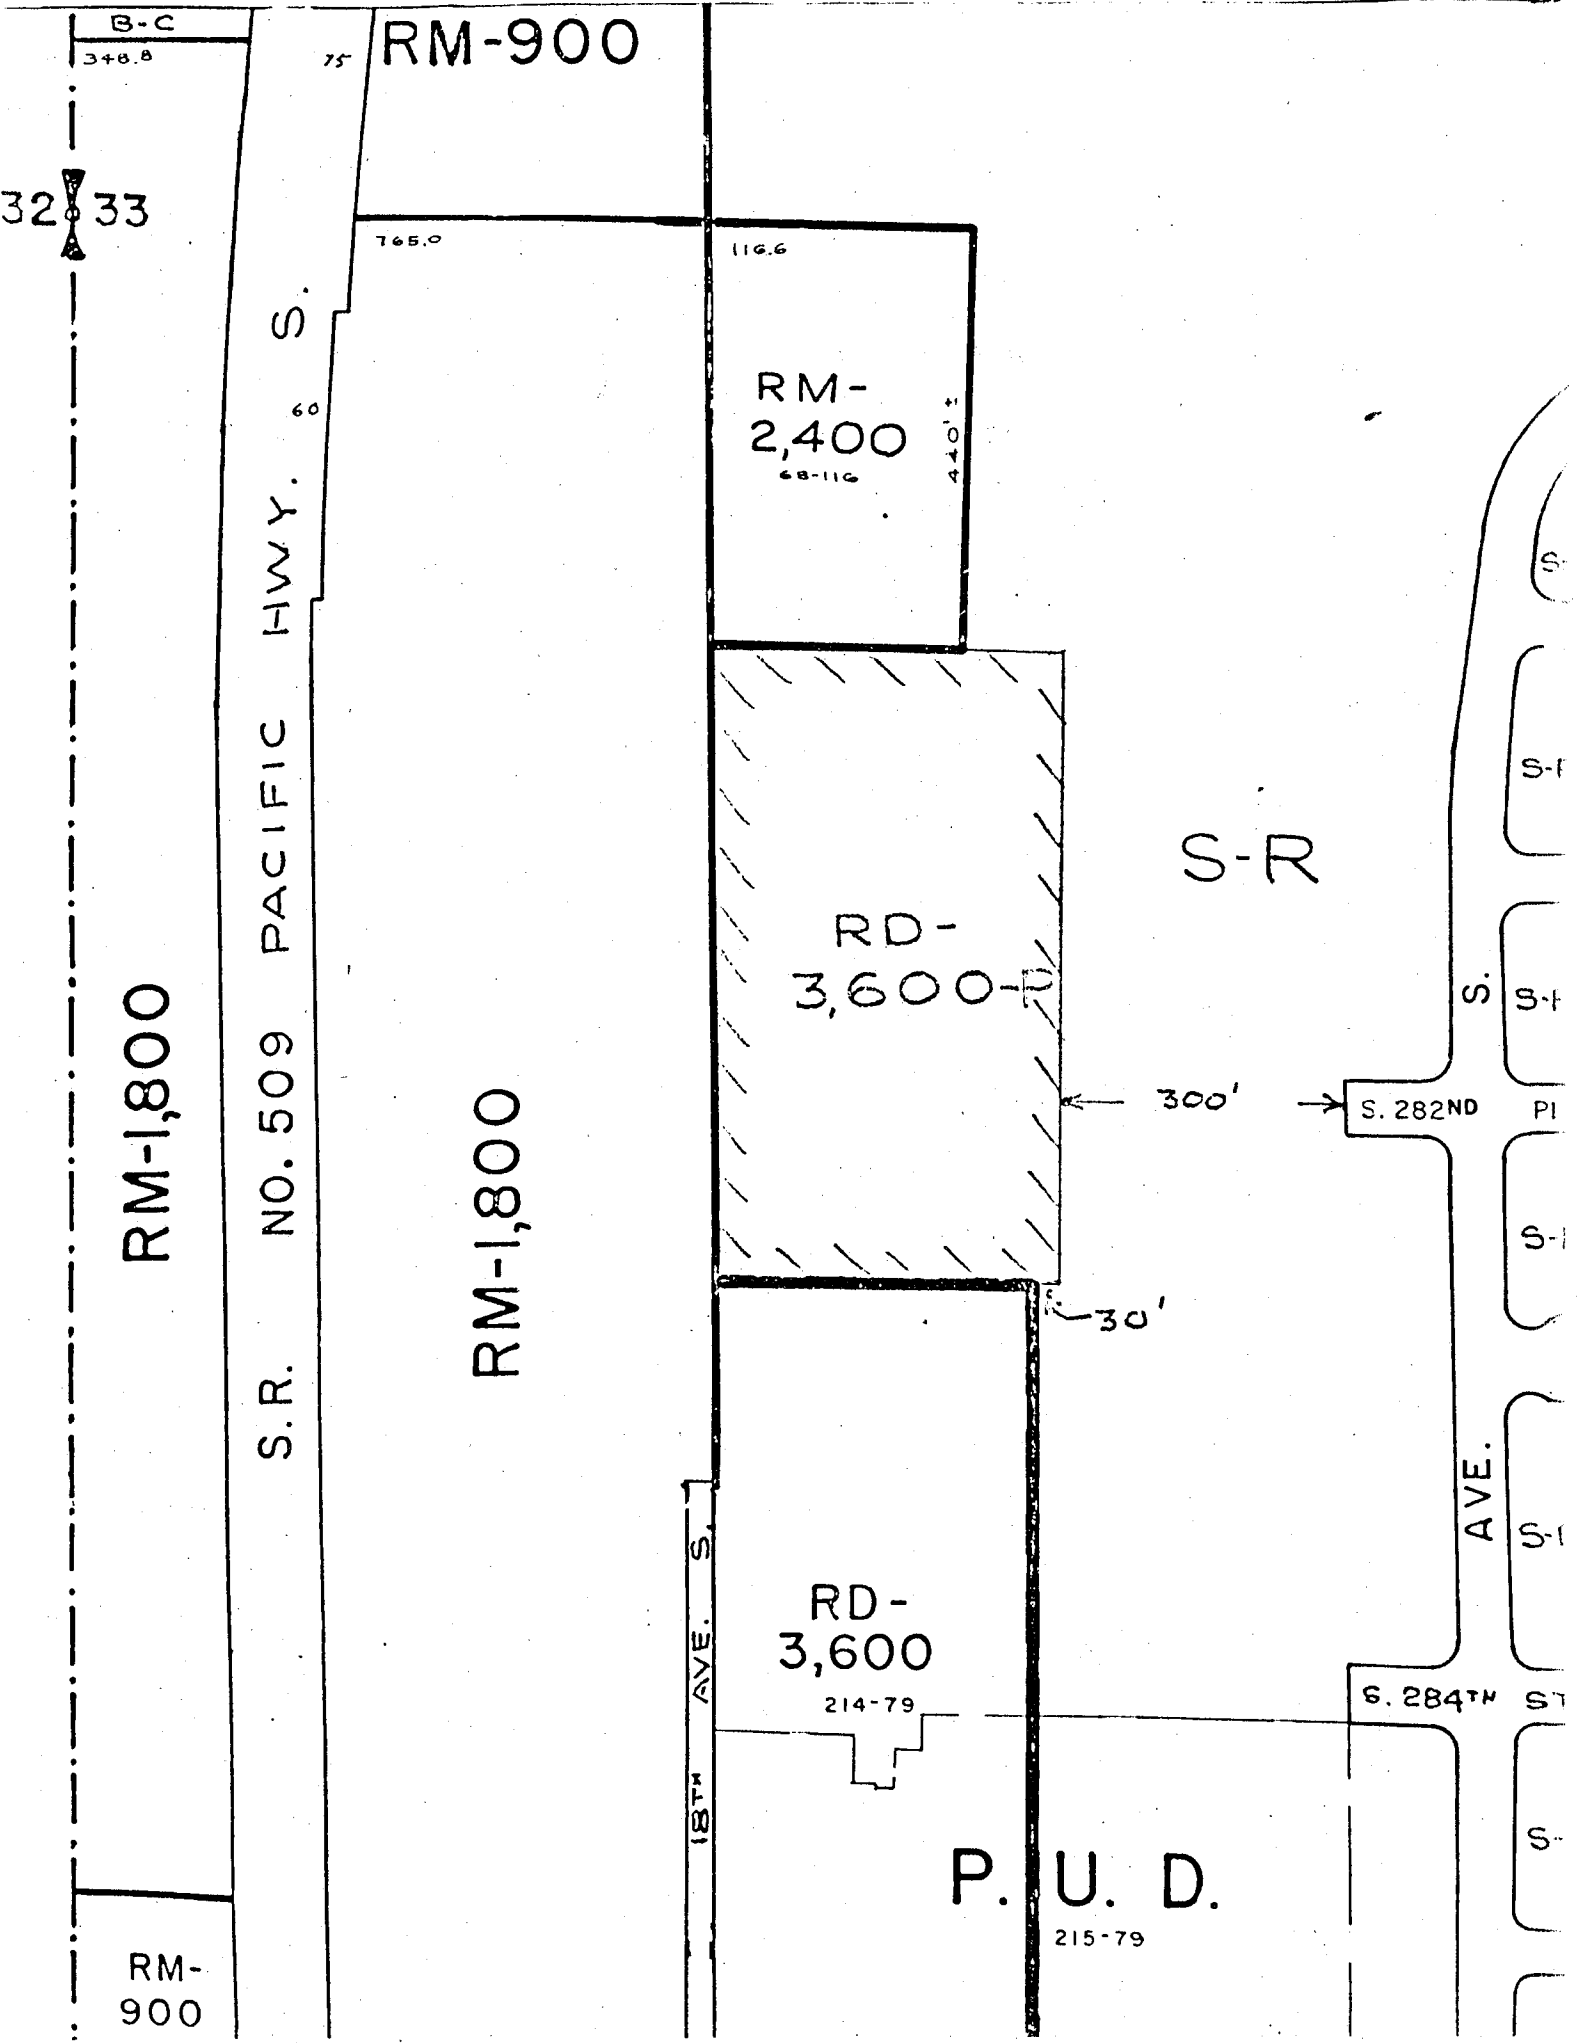 B-C
348.8
75
RM-900
32 33
765.0
116.6
60
RM-
2,400
68-116
440' ±
S.R. NO. 509 PACIFIC HWY. S.
S-R
RD-
3,600-P
RM-1,800
RM-1,800
300'
S. 282ND PL
30'
AVE. S.
18TH AVE. S.
RD-
3,600
214-79
S. 284TH ST
P. U. D.
215-79
RM-
900